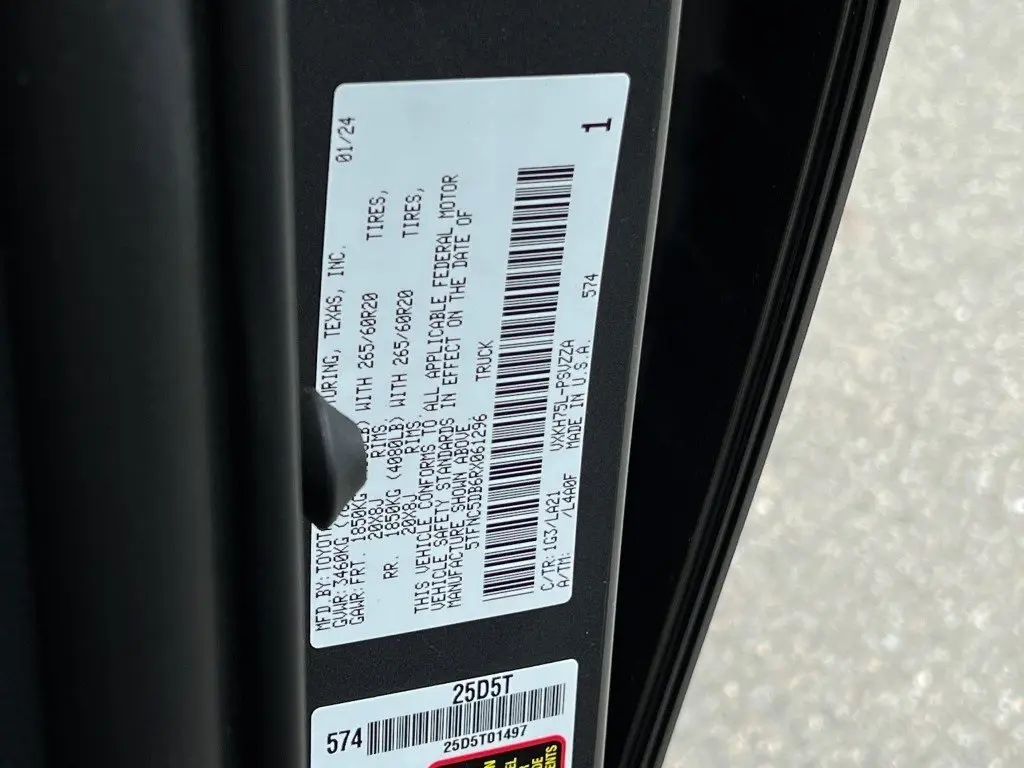 MFD BY: TOYOTA TURING, TEXAS, INC. 01/24
GVWR: 3460KG
GAWR: FRT. 1850KG WITH 265/60R20 TIRES,
20X8J RIMS
RR. 1850KG (4080LB) WITH 265/60R20 TIRES,
20X8J RIMS
THIS VEHICLE CONFORMS TO ALL APPLICABLE FEDERAL MOTOR
VEHICLE SAFETY STANDARDS IN EFFECT ON THE DATE OF
MANUFACTURE SHOWN ABOVE.
5TFNC5DB6RX061296 TRUCK
C/TR: 1G3/LA21 VXKH75L-PSVZZA 574
A/TM: /L4A0F MADE IN U.S.A.
1
25D5T
574
25D5T01497